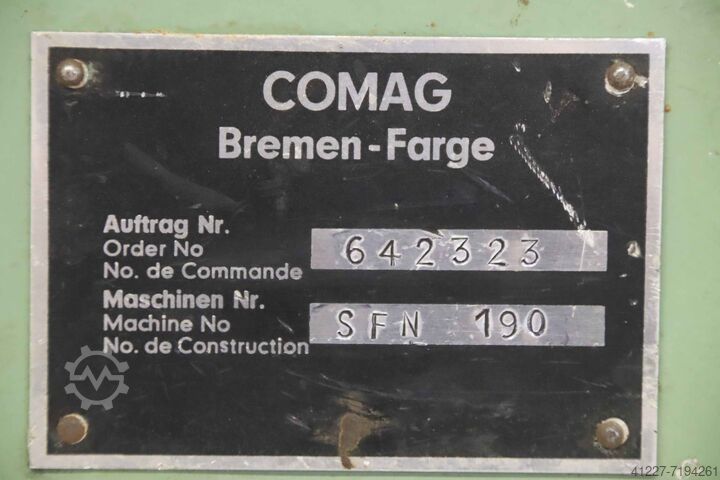 COMAG
Bremen-Farge
Auftrag Nr.
Order No
No. de Commande
642323
Maschinen Nr.
Machine No
No. de Construction
SFN 190
41227-7194261